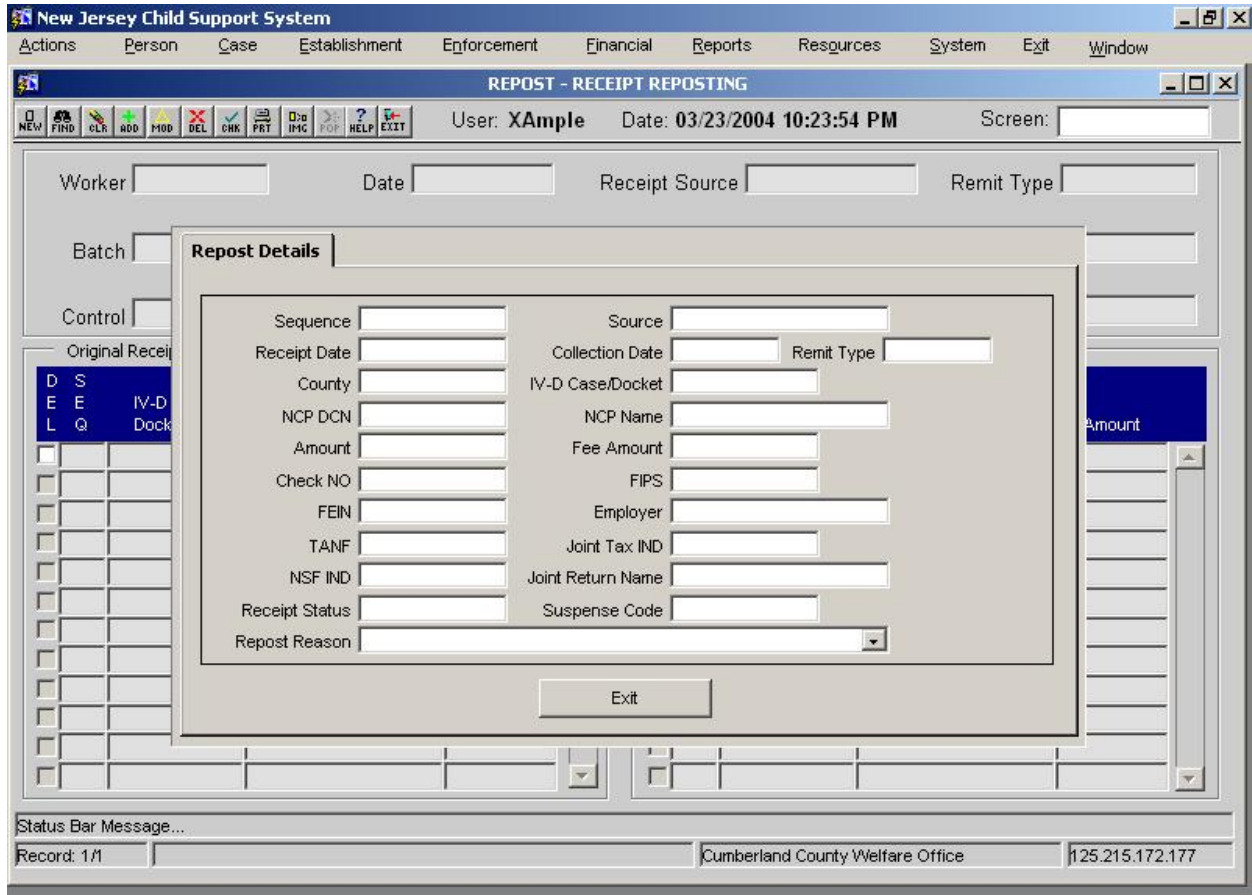 New Jersey Child Support System
Actions Person Case Establishment Enforcement Financial Reports Resources System Exit Window
REPOST - RECEIPT REPOSTING
NEW FIND CLR ADD MOD DEL CHK PRT IMG POP HELP EXIT User: XAmple Date: 03/23/2004 10:23:54 PM Screen:
Worker Date Receipt Source Remit Type
Batch
Control
Repost Details
Sequence Source
Receipt Date Collection Date Remit Type
County IV-D Case/Docket
NCP DCN NCP Name
Amount Fee Amount
Check NO FIPS
FEIN Employer
TANF Joint Tax IND
NSF IND Joint Return Name
Receipt Status Suspense Code
Repost Reason
Exit
Original Recei
D S
E E IV-D
L Q Dock Amount
Status Bar Message...
Record: 1/1 Cumberland County Welfare Office 125.215.172.177